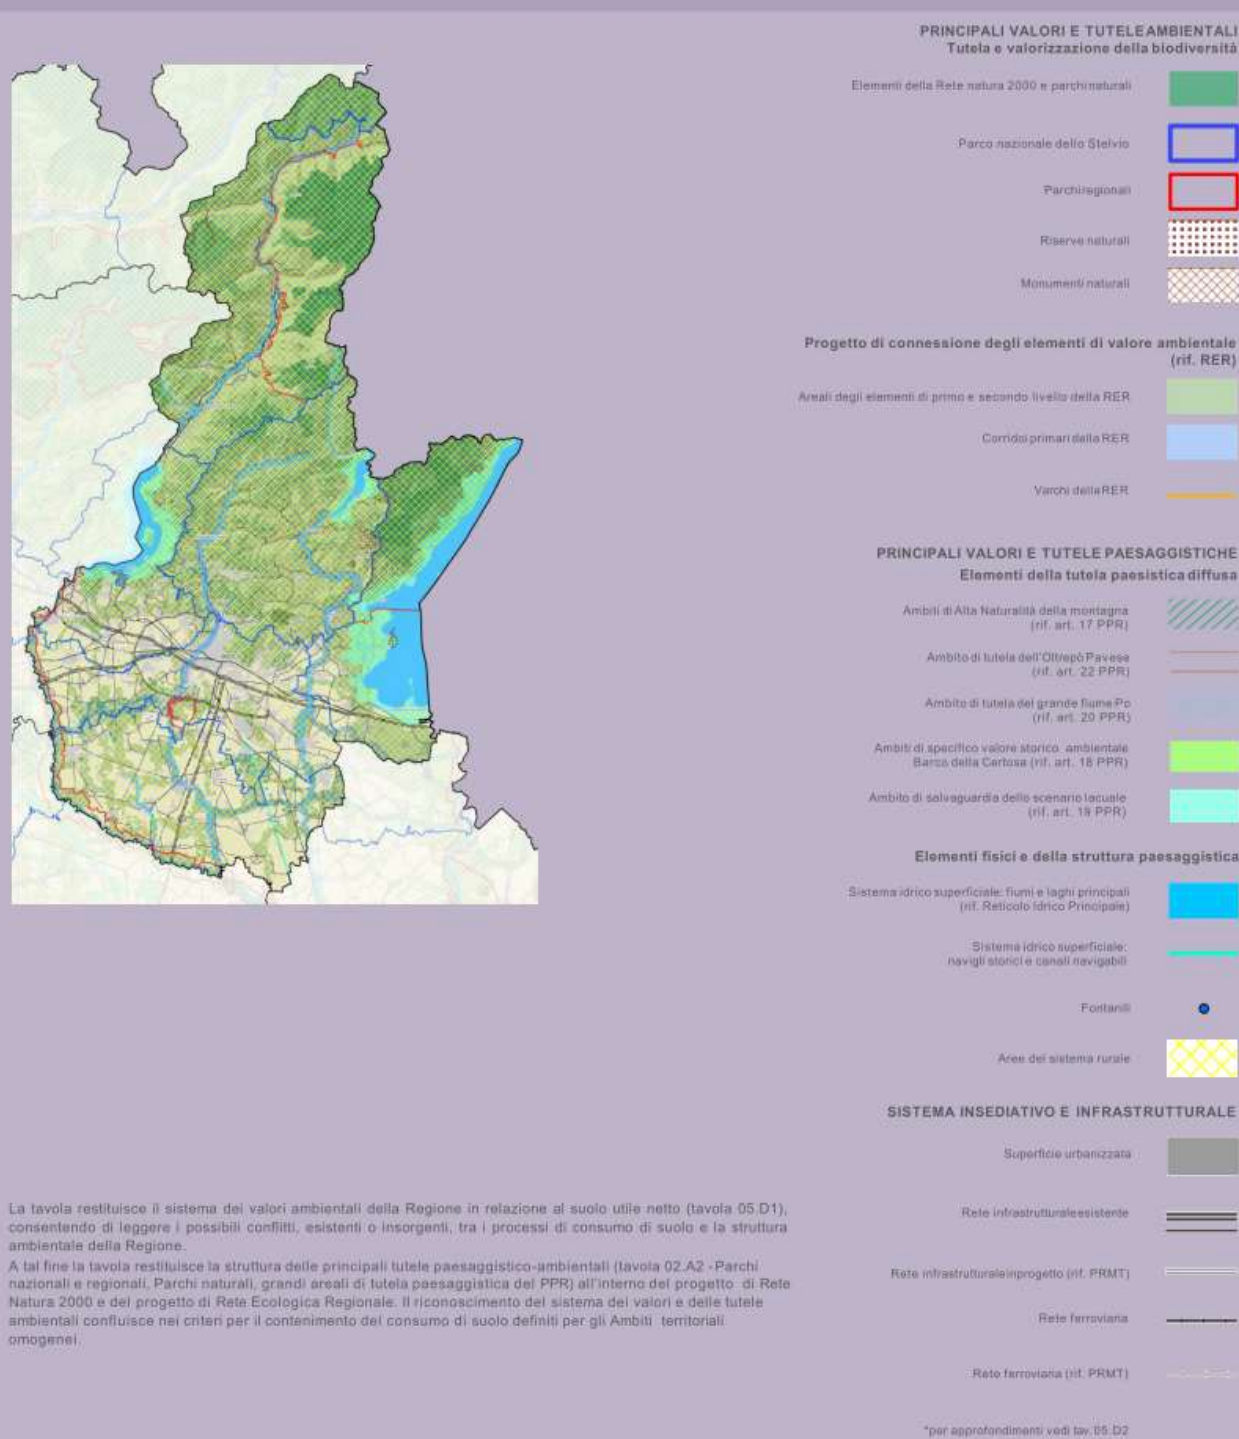 PRINCIPALI VALORI E TUTELE AMBIENTALI
Tutela e valorizzazione della biodiversità
Elementi della Rete natura 2000 e parchi naturali
Parco nazionale dello Stelvio
Parchi regionali
Riserve naturali
Monumenti naturali
Progetto di connessione degli elementi di valore ambientale
(rif. RER)
Areali degli elementi di primo e secondo livello della RER
Corridoi primari della RER
Varchi della RER
PRINCIPALI VALORI E TUTELE PAESAGGISTICHE
Elementi della tutela paesistica diffusa
Ambiti di Alta Naturalità della montagna
(rif. art. 17 PPR)
Ambito di tutela dell'Oltrepò Pavese
(rif. art. 22 PPR)
Ambito di tutela del grande fiume Po
(rif. art. 20 PPR)
Ambiti di specifico valore storico ambientale
Barco della Certosa (rif. art. 18 PPR)
Ambito di salvaguardia dello scenario lacuale
(rif. art. 19 PPR)
Elementi fisici e della struttura paesaggistica
Sistema idrico superficiale: fiumi e laghi principali
(rif. Reticolo Idrico Principale)
Sistema idrico superficiale:
navigli storici e canali navigabili
Fontanili
Aree del sistema rurale
SISTEMA INSEDIATIVO E INFRASTRUTTURALE
Superficie urbanizzata
Rete infrastrutturale esistente
Rete infrastrutturale in progetto (rif. PRMT)
Rete ferroviaria
Rete ferroviaria (rif. PRMT)
*per approfondimenti vedi tav. 05.D2
La tavola restituisce il sistema dei valori ambientali della Regione in relazione al suolo utile netto (tavola 05.D1),
consentendo di leggere i possibili conflitti, esistenti o insorgenti, tra i processi di consumo di suolo e la struttura
ambientale della Regione.
A tal fine la tavola restituisce la struttura delle principali tutele paesaggistico-ambientali (tavola 02.A2 - Parchi
nazionali e regionali, Parchi naturali, grandi areali di tutela paesaggistica del PPR) all'interno del progetto di Rete
Natura 2000 e del progetto di Rete Ecologica Regionale. Il riconoscimento del sistema dei valori e delle tutele
ambientali confluisce nei criteri per il contenimento del consumo di suolo definiti per gli Ambiti territoriali
omogenei.